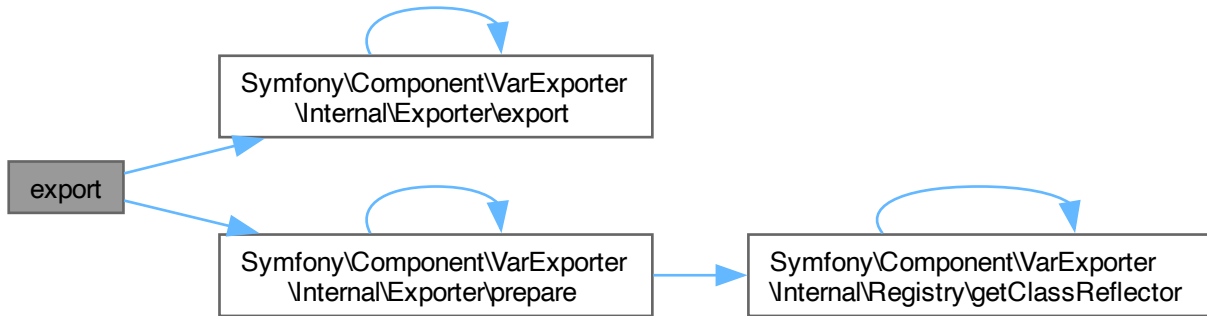 Symfony\Component\VarExporter
\Internal\Exporter\export
export
Symfony\Component\VarExporter
\Internal\Exporter\prepare
Symfony\Component\VarExporter
\Internal\Registry\getClassReflector